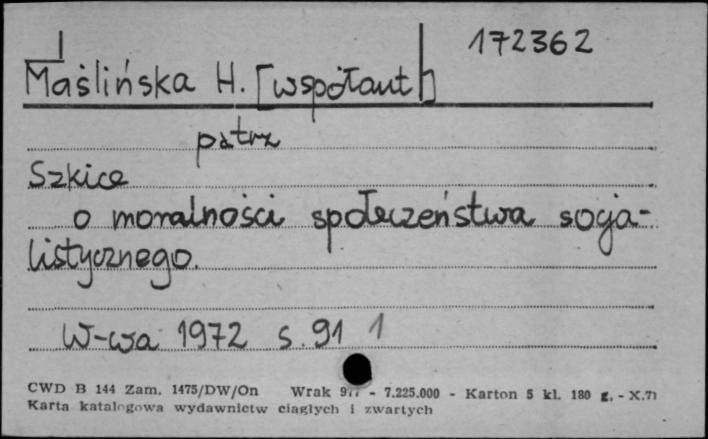 172362
Maślińska H. [współaut]
patrz
Szkice
o moralności społeczeństwa socja-
listycznego.
W-wa 1972 s. 91 1
CWD B 144 Zam. 1475/DW/On Wrak - 7.225.000 - Karton 5 kl. 180 g. - X.71
Karta katalogowa wydawnictw ciągłych i zwartych